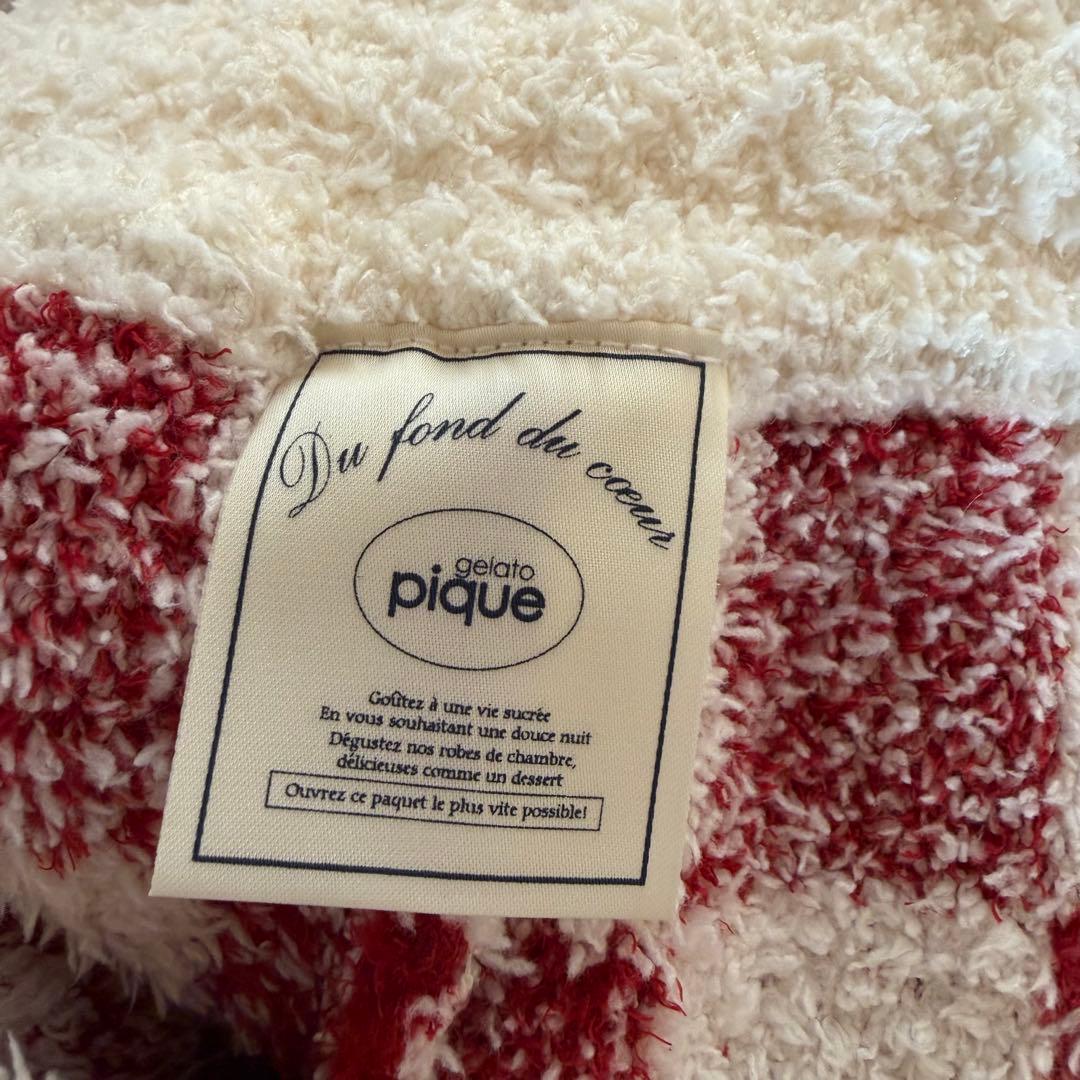 Du fond du cœur
gelato
pique
Goûtez à une vie sucrée
En vous souhaitant une douce nuit
Dégustez nos robes de chambre,
délicieuses comme un dessert
Ouvrez ce paquet le plus vite possible!